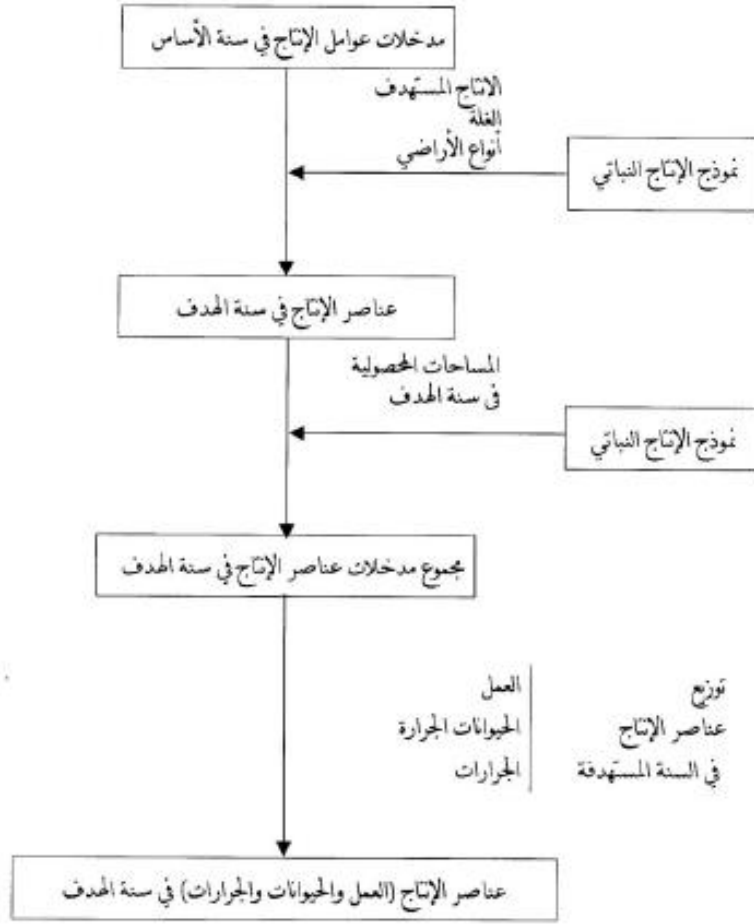 مدخلات عوامل الإنتاج في سنة الأساس
الانتاج المستهدف
الغلة
أنواع الأراضي
نموذج الإنتاج النباتي
عناصر الإنتاج في سنة الهدف
المساحات المحصولية
في سنة الهدف
نموذج الإنتاج النباتي
مجموع مدخلات عناصر الإنتاج في سنة الهدف
توزيع العمل
عناصر الإنتاج الحيوانات الجرارة
في السنة المستهدفة الجرارات
عناصر الإنتاج (العمل والحيوانات والجرارات) في سنة الهدف